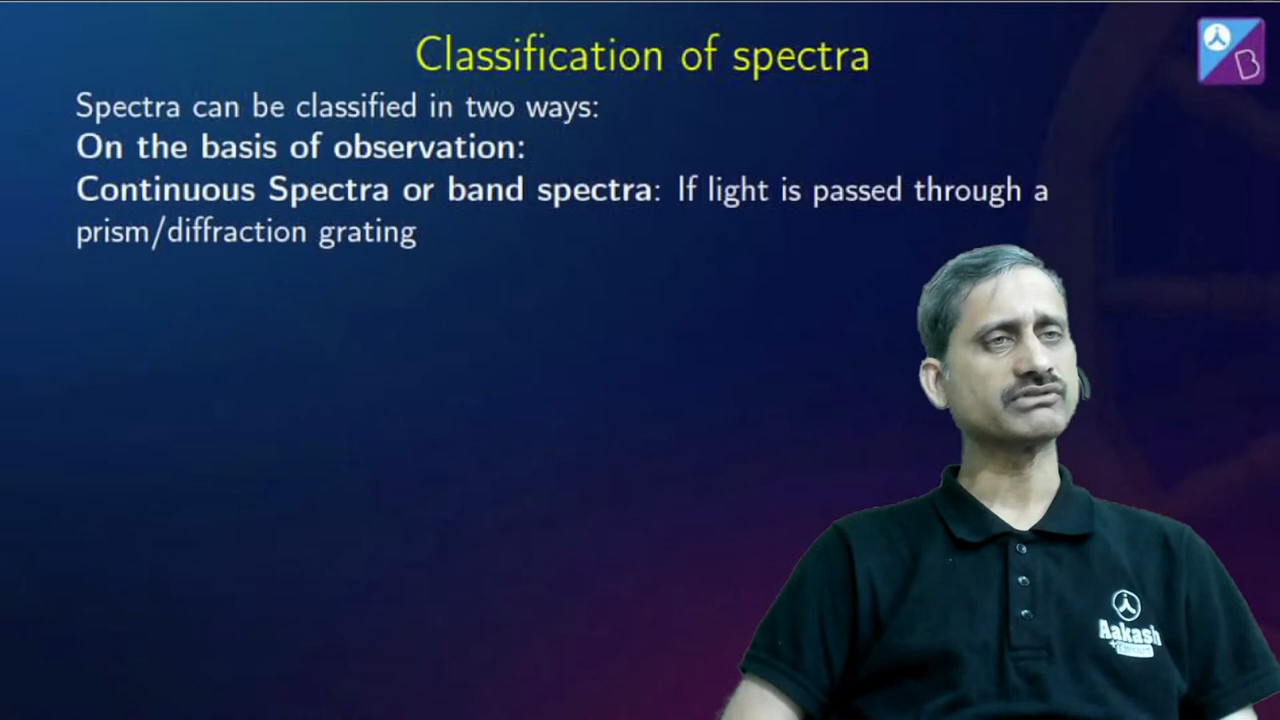 Classification of spectra
Spectra can be classified in two ways:
On the basis of observation:
Continuous Spectra or band spectra: If light is passed through a
prism/diffraction grating
Aakash